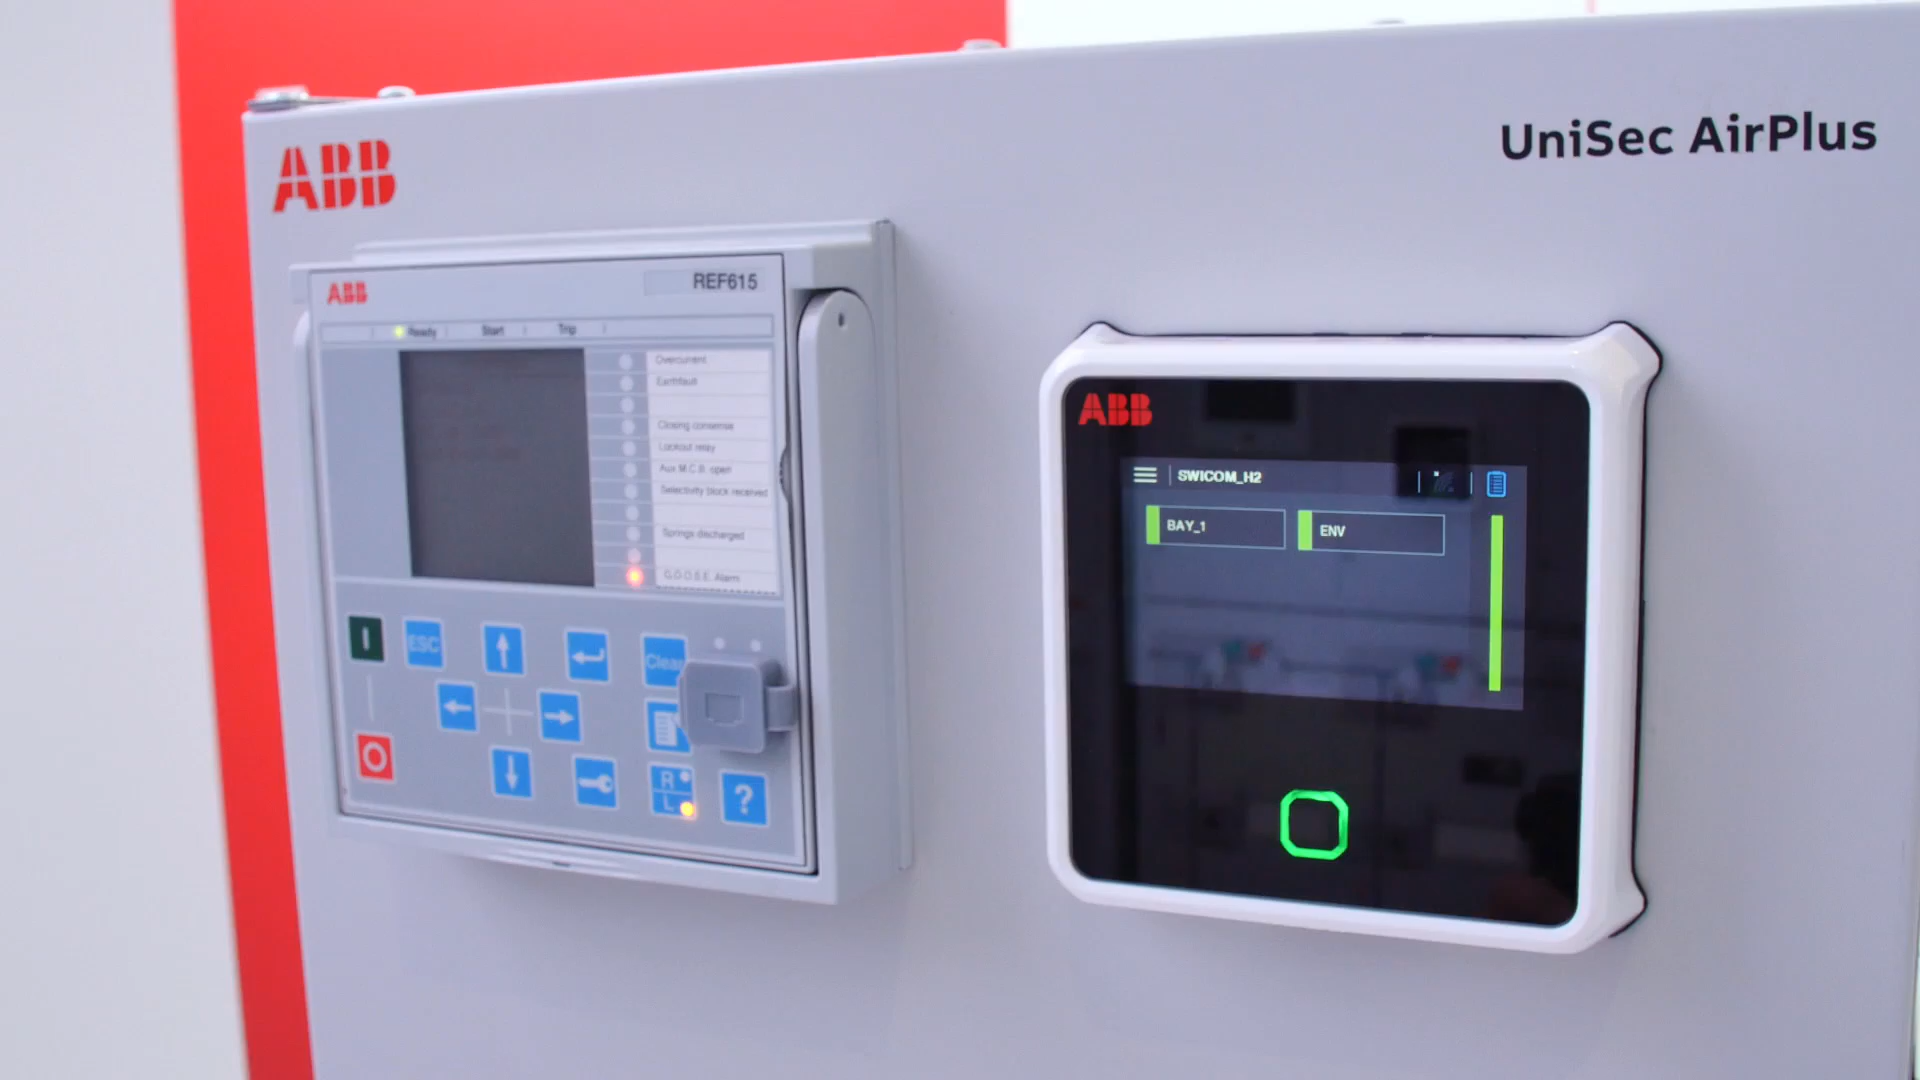 ABB
UniSec AirPlus
ABB
REF615
Ready
Start
Trip
Overcurrent
Earthfault
Closing consense
Lockout relay
Aux M.C.B. open
Selectivity block received
Springs discharged
G.O.O.S.E. Alarm
ESC
Clear
R
L
?
ABB
SWICOM_H2
BAY_1
ENV